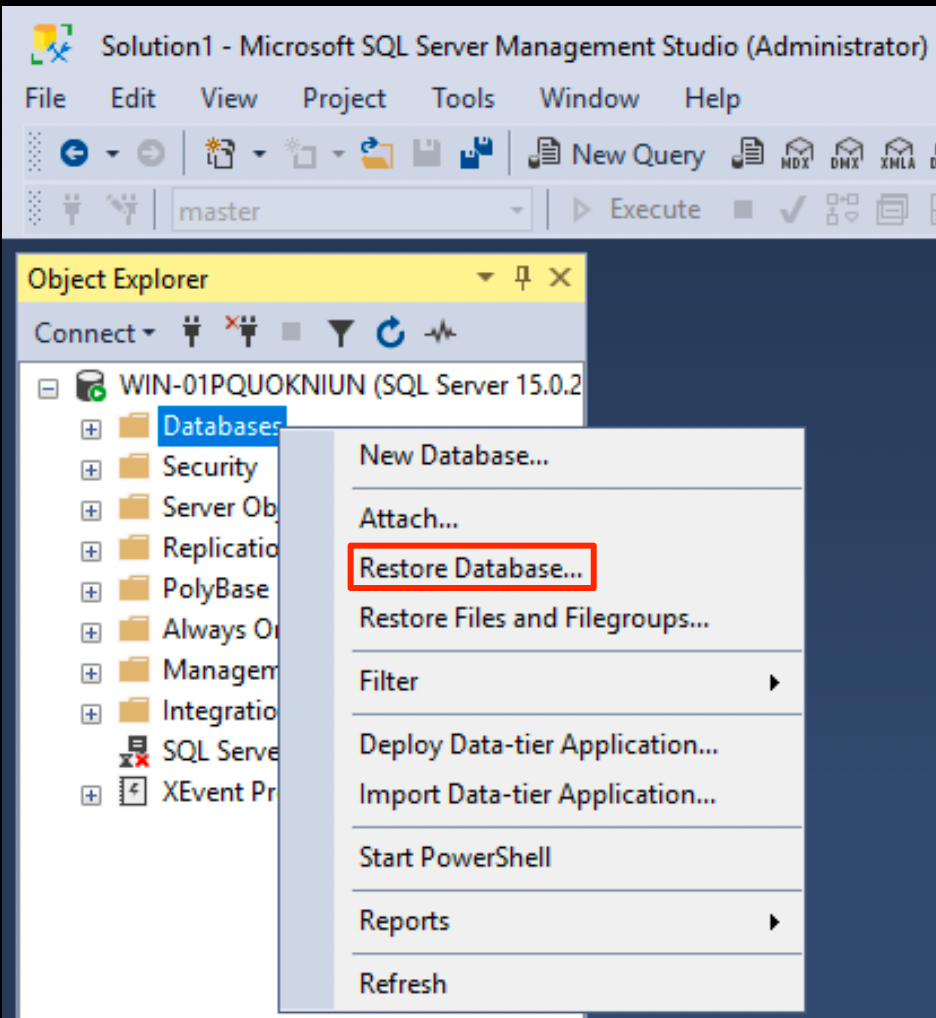 Solution1 - Microsoft SQL Server Management Studio (Administrator)
File Edit View Project Tools Window Help
New Query MDX DMX XMLA
master Execute
Object Explorer
Connect
WIN-01PQUOKNIUN (SQL Server 15.0.2
Databases
Security
Server Obj
Replicatio
PolyBase
Always On
Managem
Integratio
SQL Serve
XEvent Pr
New Database...
Attach...
Restore Database...
Restore Files and Filegroups...
Filter
Deploy Data-tier Application...
Import Data-tier Application...
Start PowerShell
Reports
Refresh